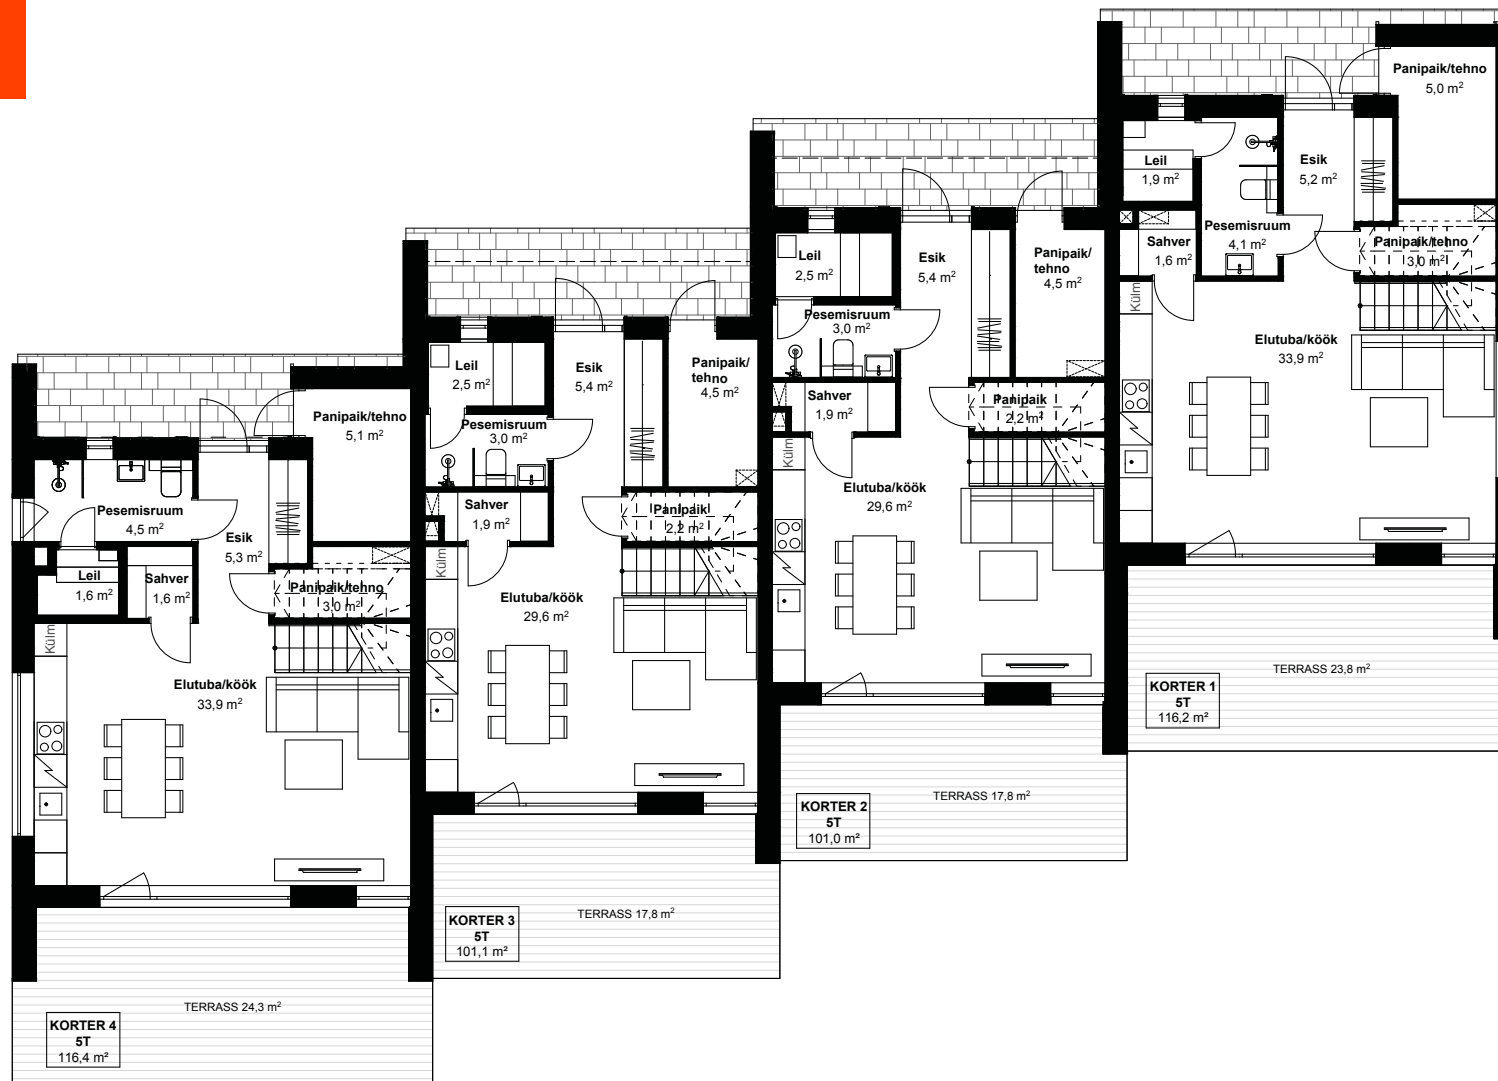 Panipaik/tehno
5,1 m²
Pesemisruum
4,5 m²
Esik
5,3 m²
Leil
1,6 m²
Sahver
1,6 m²
Panipaik/tehno
3,0 m²
Külm
Elutuba/köök
33,9 m²
TERRASS 24,3 m²
KORTER 4
5T
116,4 m²
Leil
2,5 m²
Esik
5,4 m²
Panipaik/
tehno
4,5 m²
Pesemisruum
3,0 m²
Sahver
1,9 m²
Panipaik
2,2 m²
Külm
Elutuba/köök
29,6 m²
TERRASS 17,8 m²
KORTER 3
5T
101,1 m²
Leil
2,5 m²
Esik
5,4 m²
Panipaik/
tehno
4,5 m²
Pesemisruum
3,0 m²
Sahver
1,9 m²
Panipaik
2,2 m²
Külm
Elutuba/köök
29,6 m²
TERRASS 17,8 m²
KORTER 2
5T
101,0 m²
Panipaik/tehno
5,0 m²
Leil
1,9 m²
Esik
5,2 m²
Pesemisruum
4,1 m²
Sahver
1,6 m²
Panipaik/tehno
3,0 m²
Külm
Elutuba/köök
33,9 m²
TERRASS 23,8 m²
KORTER 1
5T
116,2 m²